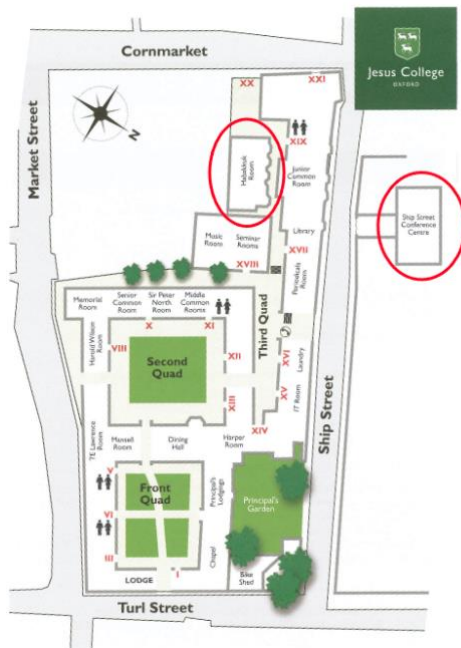 Cornmarket
Jesus College
OXFORD
Market Street
N
XX
XXI
XIX
Habakkuk
Room
Junior
Common
Room
Ship Street
Conference
Centre
Music
Room
Seminar
Rooms
XVIII
Library
XVII
Periodicals
Room
Memorial
Room
Senior
Common
Room
Sir Peter
North
Room
Middle
Common
Rooms
X
XI
Third Quad
Harold Wilson
Room
VIII
Second
Quad
XII
XVI
Laundry
XV
IT Room
XIII
XIV
Ship Street
TE Lawrence
Room
Mansell
Room
Dining
Hall
Harper
Room
V
Front
Quad
VI
Principal's
Lodgings
Principal's
Garden
III
I
Chapel
Bike
Shed
LODGE
Turl Street